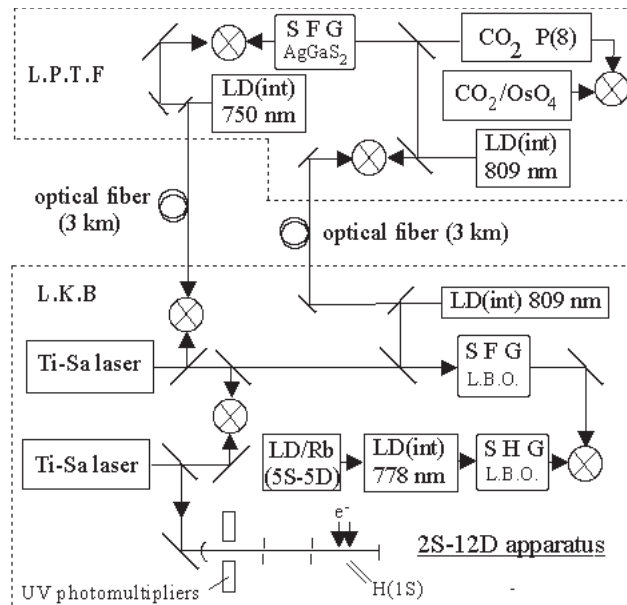 S F G
AgGaS₂
CO₂ P(8)
L.P.T.F
LD(int)
750 nm
CO₂/OsO₄
LD(int)
809 nm
optical fiber
(3 km)
optical fiber (3 km)
L.K.B
LD(int) 809 nm
Ti-Sa laser
S F G
L.B.O.
Ti-Sa laser
LD/Rb
(5S-5D)
LD(int)
778 nm
S H G
L.B.O.
e⁻
2S-12D apparatus
UV photomultipliers
H(1S)